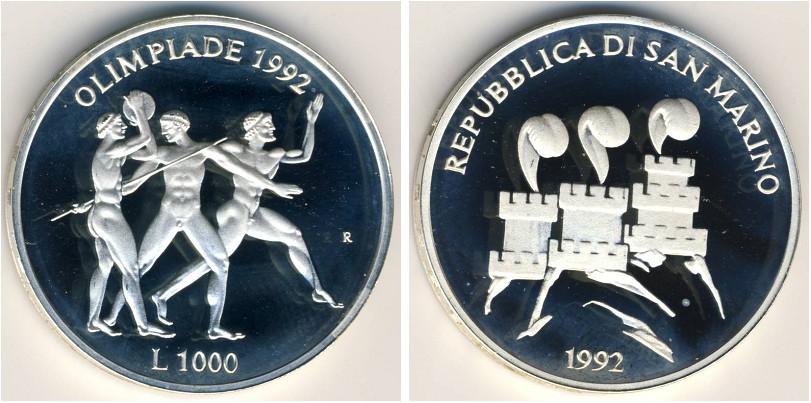 OLIMPIADE 1992
R
L 1000
REPUBBLICA DI SAN MARINO
1992